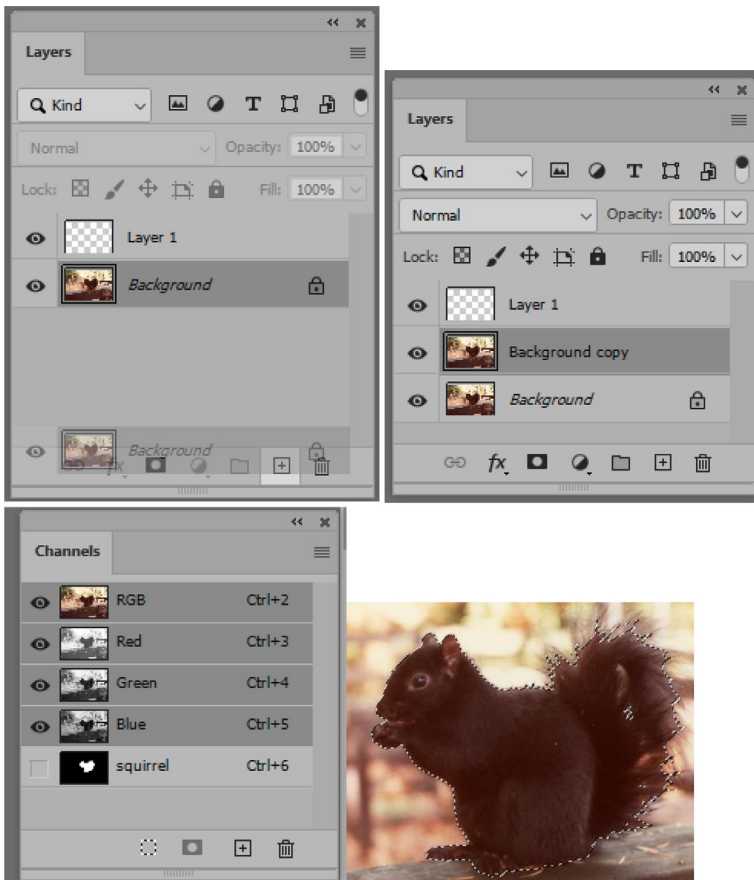 Layers
Kind
Normal Opacity: 100%
Lock: Fill: 100%
Layer 1
Background
Background
fx
Layers
Kind
Normal Opacity: 100%
Lock: Fill: 100%
Layer 1
Background copy
Background
fx
Channels
RGB Ctrl+2
Red Ctrl+3
Green Ctrl+4
Blue Ctrl+5
squirrel Ctrl+6